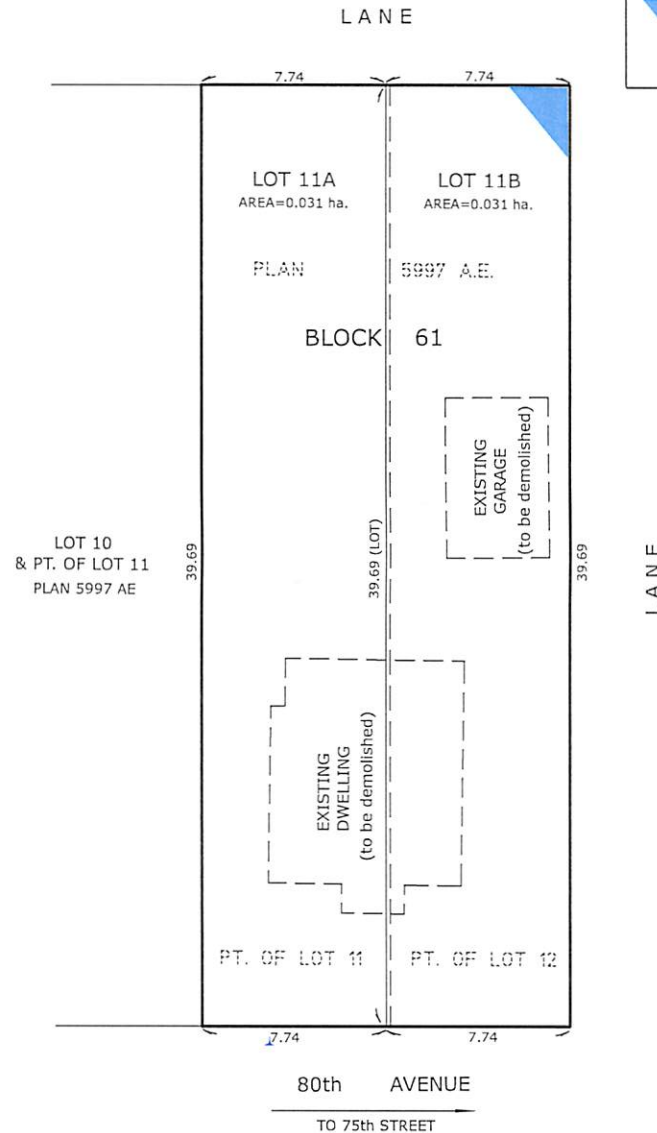 LANE
7.74 7.74
LOT 11A
AREA=0.031 ha.
LOT 11B
AREA=0.031 ha.
PLAN 5997 A.E.
BLOCK 61
EXISTING
GARAGE
(to be demolished)
LOT 10
& PT. OF LOT 11
PLAN 5997 AE
39.69
39.69 (LOT)
39.69
LANE
EXISTING
DWELLING
(to be demolished)
PT. OF LOT 11 PT. OF LOT 12
7.74 7.74
80th AVENUE
TO 75th STREET